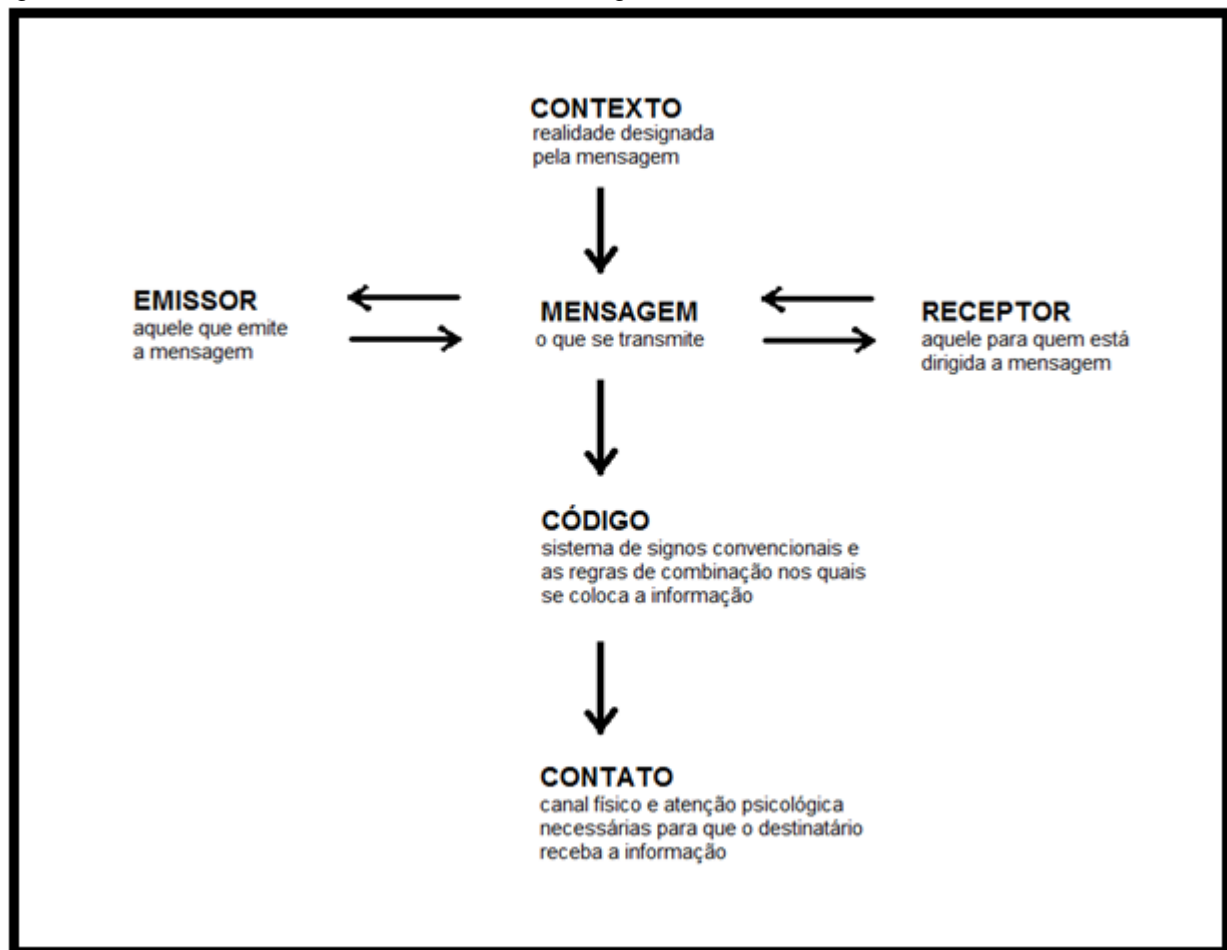 CONTEXTO
realidade designada
pela mensagem
EMISSOR
aquele que emite
a mensagem
MENSAGEM
o que se transmite
RECEPTOR
aquele para quem está
dirigida a mensagem
CÓDIGO
sistema de signos convencionais e
as regras de combinação nos quais
se coloca a informação
CONTATO
canal físico e atenção psicológica
necessárias para que o destinatário
receba a informação